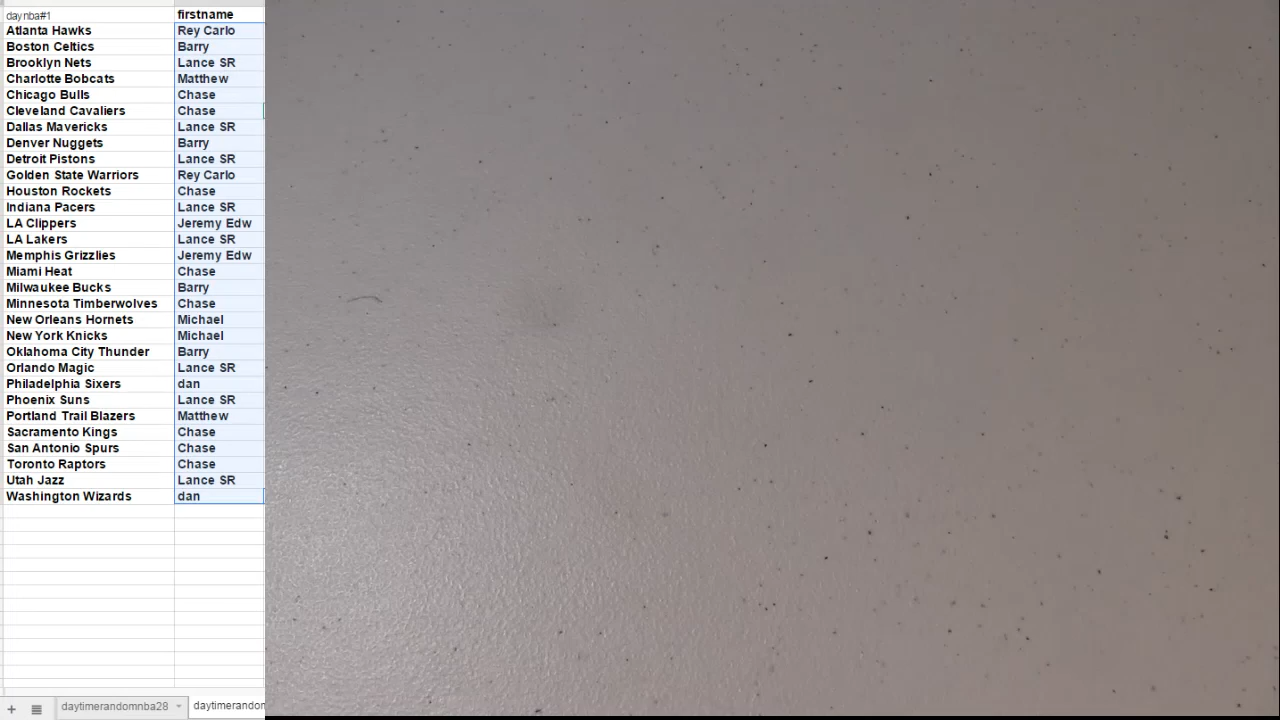 daynba#1 firstname
Atlanta Hawks Rey Carlo
Boston Celtics Barry
Brooklyn Nets Lance SR
Charlotte Bobcats Matthew
Chicago Bulls Chase
Cleveland Cavaliers Chase
Dallas Mavericks Lance SR
Denver Nuggets Barry
Detroit Pistons Lance SR
Golden State Warriors Rey Carlo
Houston Rockets Chase
Indiana Pacers Lance SR
LA Clippers Jeremy Edw
LA Lakers Lance SR
Memphis Grizzlies Jeremy Edw
Miami Heat Chase
Milwaukee Bucks Barry
Minnesota Timberwolves Chase
New Orleans Hornets Michael
New York Knicks Michael
Oklahoma City Thunder Barry
Orlando Magic Lance SR
Philadelphia Sixers dan
Phoenix Suns Lance SR
Portland Trail Blazers Matthew
Sacramento Kings Chase
San Antonio Spurs Chase
Toronto Raptors Chase
Utah Jazz Lance SR
Washington Wizards dan
daytimerandomnba28 daytimerandom